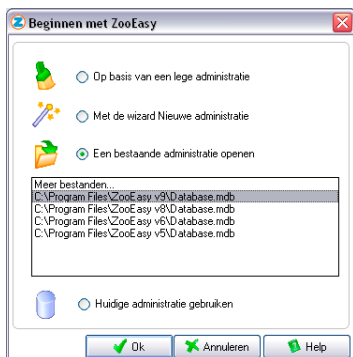 Beginnen met ZooEasy
Op basis van een lege administratie
Met de wizard Nieuwe administratie
Een bestaande administratie openen
Meer bestanden...
C:\Program Files\ZooEasy v9\Database.mdb
C:\Program Files\ZooEasy v8\Database.mdb
C:\Program Files\ZooEasy v6\Database.mdb
C:\Program Files\ZooEasy v5\Database.mdb
Huidige administratie gebruiken
Ok
Annuleren
Help